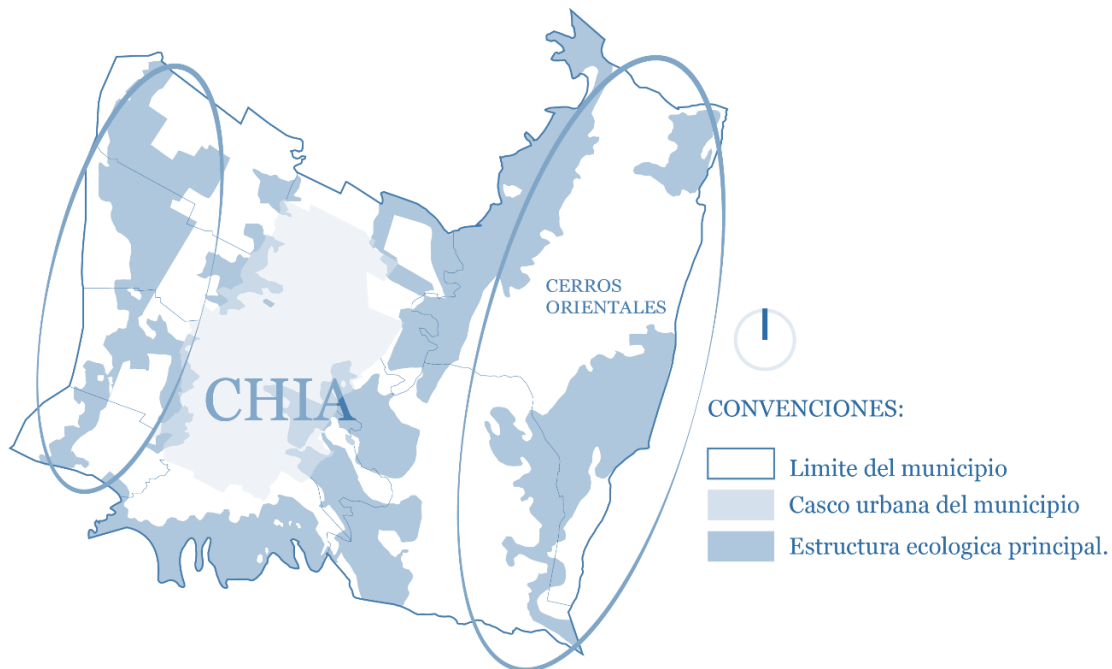 CERROS
ORIENTALES
CHIA
CONVENCIONES:
Limite del municipio
Casco urbana del municipio
Estructura ecologica principal.